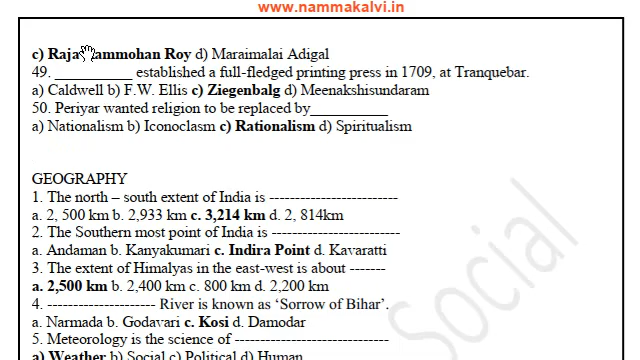 www.nammakalvi.in
c) Raja Rammohan Roy d) Maraimalai Adigal
49. __________ established a full-fledged printing press in 1709, at Tranquebar.
a) Caldwell b) F.W. Ellis c) Ziegenbalg d) Meenakshisundaram
50. Periyar wanted religion to be replaced by__________
a) Nationalism b) Iconoclasm c) Rationalism d) Spiritualism
GEOGRAPHY
1. The north – south extent of India is -------------------------
a. 2, 500 km b. 2,933 km c. 3,214 km d. 2, 814km
2. The Southern most point of India is -------------------------
a. Andaman b. Kanyakumari c. Indira Point d. Kavaratti
3. The extent of Himalyas in the east-west is about -------
a. 2,500 km b. 2,400 km c. 800 km d. 2,200 km
4. --------------------- River is known as ‘Sorrow of Bihar’.
a. Narmada b. Godavari c. Kosi d. Damodar
5. Meteorology is the science of ------------------------------
a) Weather b) Social c) Political d) Human
Social